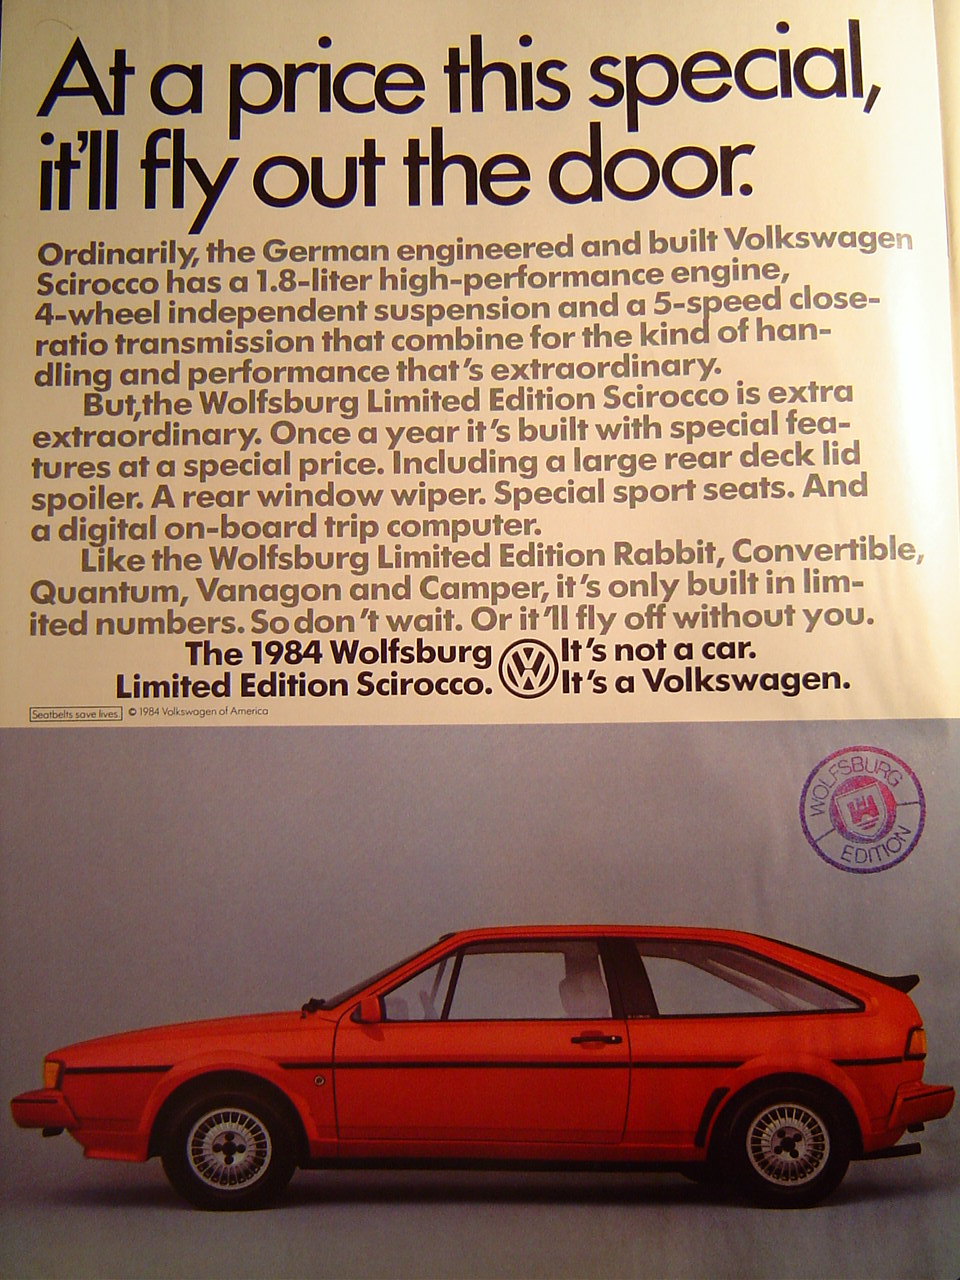 At a price this special,
it'll fly out the door.
Ordinarily, the German engineered and built Volkswagen
Scirocco has a 1.8-liter high-performance engine,
4-wheel independent suspension and a 5-speed close-
ratio transmission that combine for the kind of han-
dling and performance that's extraordinary.
But,the Wolfsburg Limited Edition Scirocco is extra
extraordinary. Once a year it's built with special fea-
tures at a special price. Including a large rear deck lid
spoiler. A rear window wiper. Special sport seats. And
a digital on-board trip computer.
Like the Wolfsburg Limited Edition Rabbit, Convertible,
Quantum, Vanagon and Camper, it's only built in lim-
ited numbers. So don't wait. Or it'll fly off without you.
The 1984 Wolfsburg
Limited Edition Scirocco.
It's not a car.
It's a Volkswagen.
Seatbelts save lives. © 1984 Volkswagen of America
WOLFSBURG
EDITION